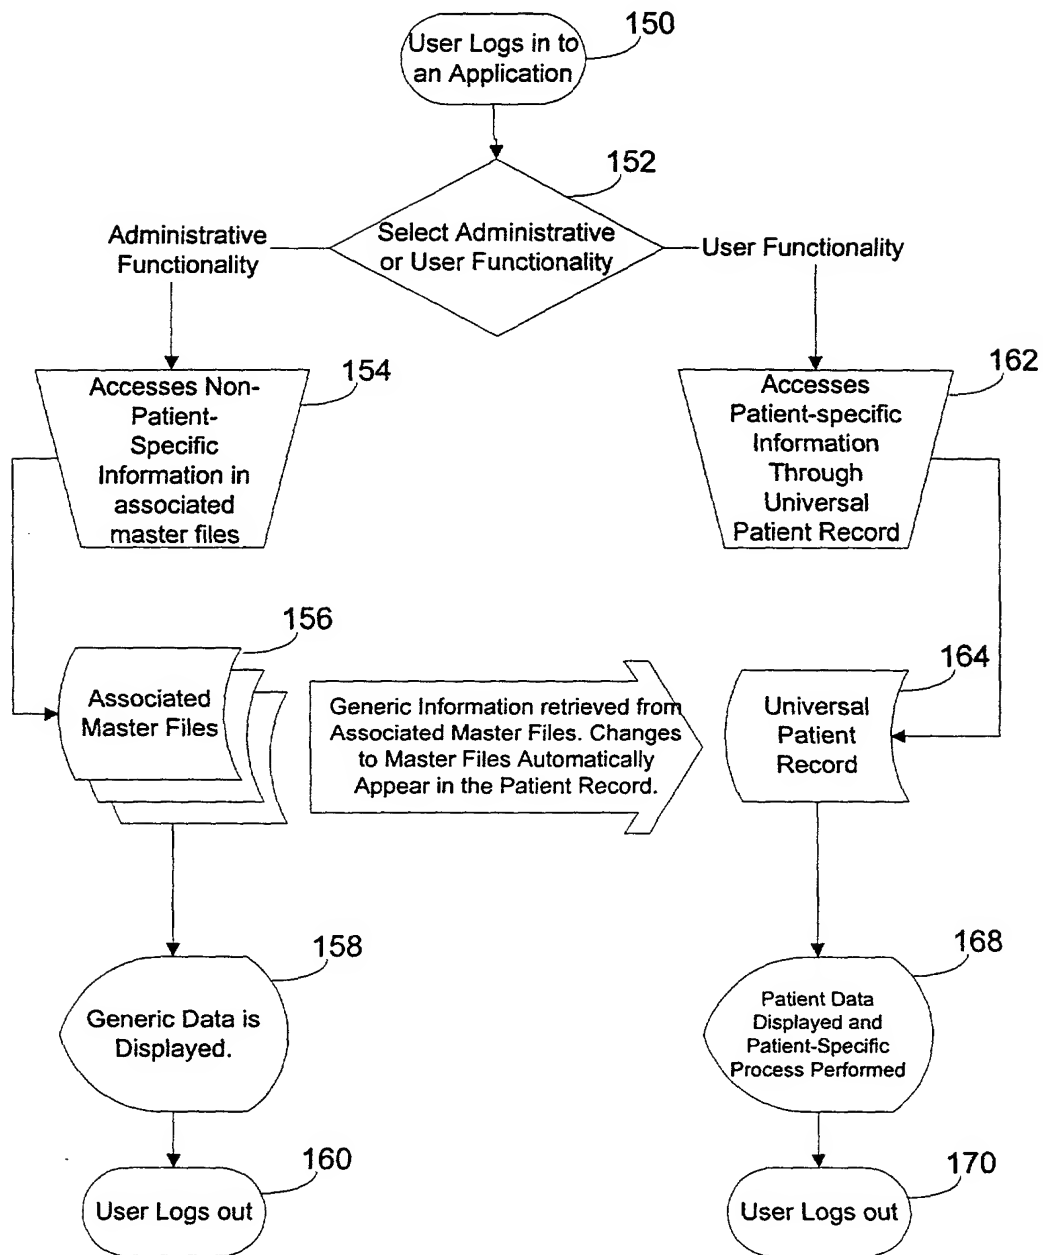 150
User Logs in to
an Application
152
Select Administrative
or User Functionality
Administrative
Functionality
User Functionality
154
Accesses Non-
Patient-
Specific
Information in
associated
master files
162
Accesses
Patient-specific
Information
Through
Universal
Patient Record
156
Associated
Master Files
Generic Information retrieved from
Associated Master Files. Changes
to Master Files Automatically
Appear in the Patient Record.
164
Universal
Patient
Record
158
Generic Data is
Displayed.
168
Patient Data
Displayed and
Patient-Specific
Process Performed
160
User Logs out
170
User Logs out